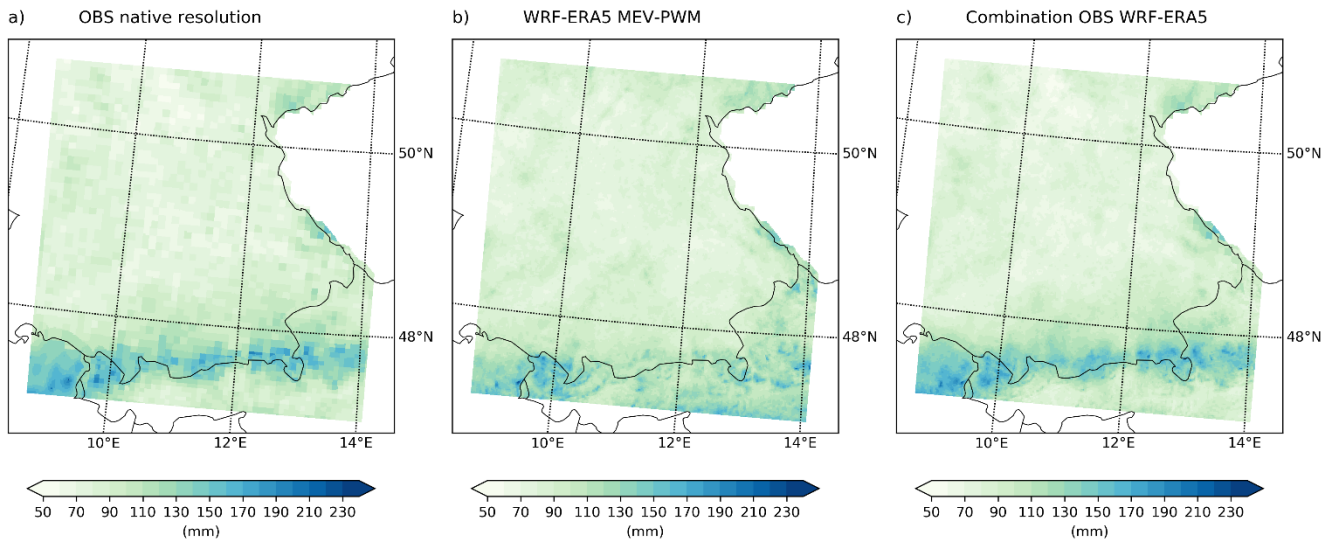 a) OBS native resolution
b) WRF-ERA5 MEV-PWM
c) Combination OBS WRF-ERA5
50°N
48°N
10°E 12°E 14°E
50°N
48°N
10°E 12°E 14°E
50°N
48°N
10°E 12°E 14°E
50 70 90 110 130 150 170 190 210 230
(mm)
50 70 90 110 130 150 170 190 210 230
(mm)
50 70 90 110 130 150 170 190 210 230
(mm)